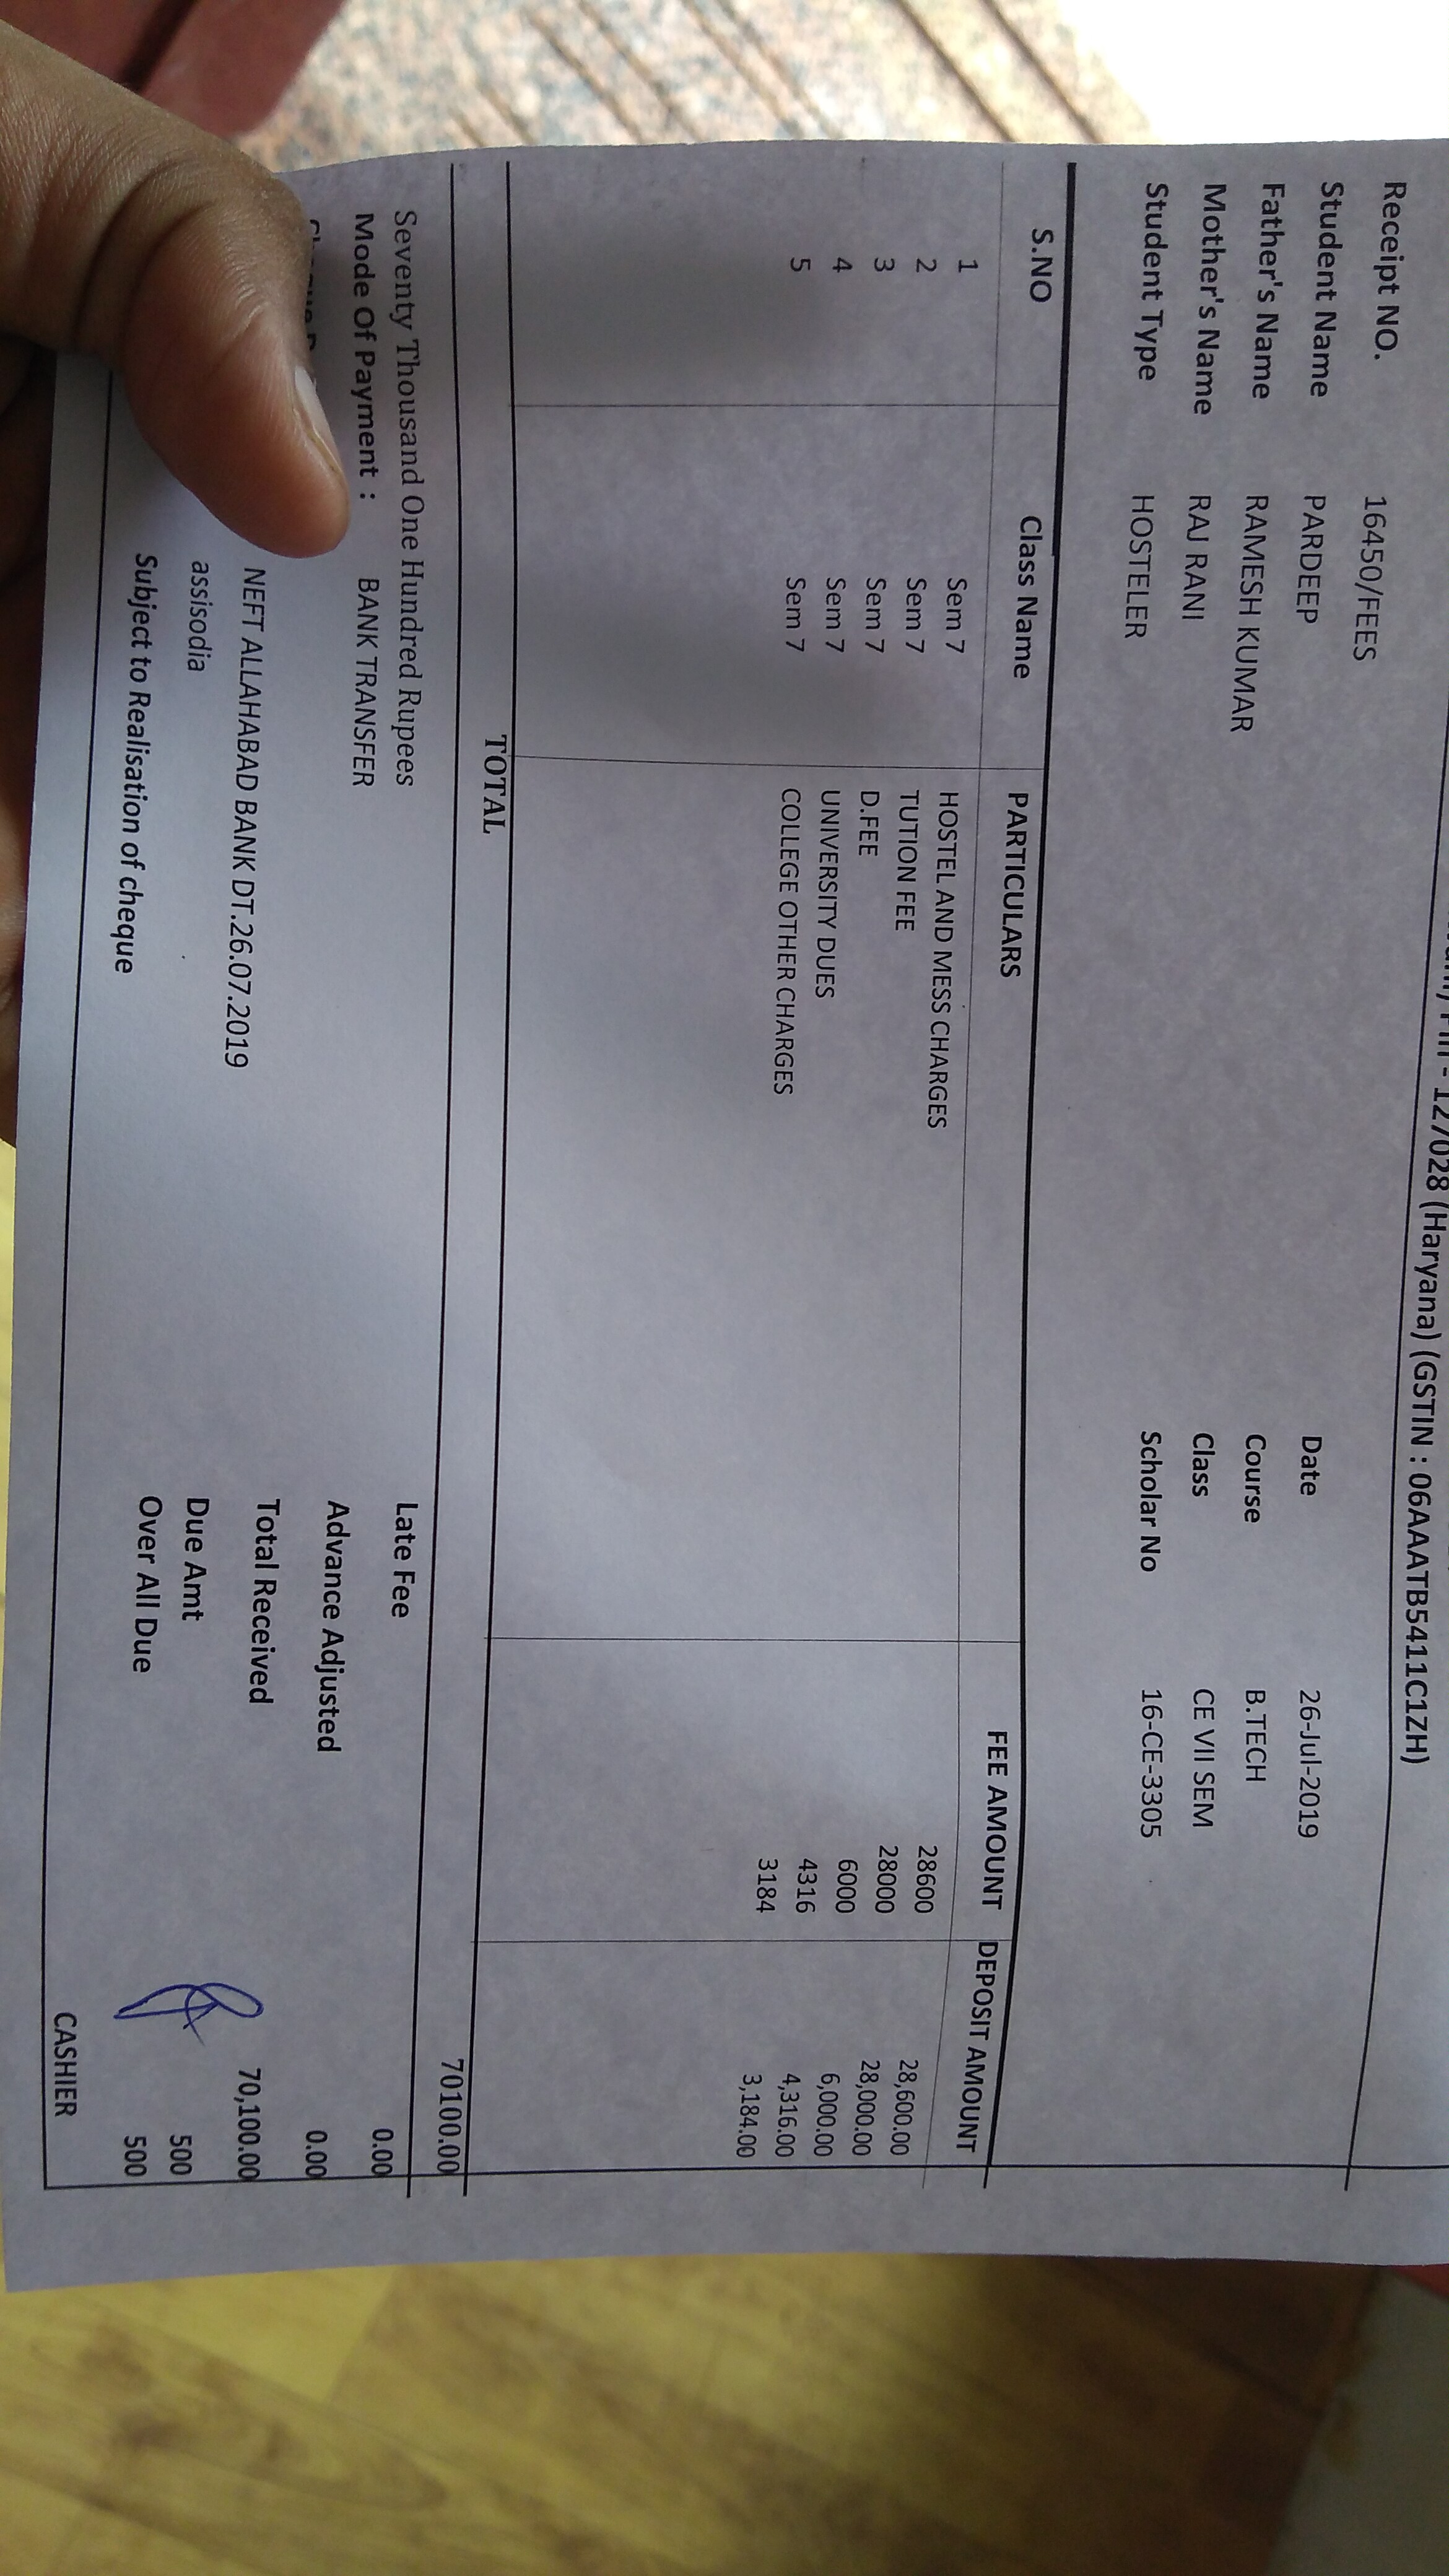 - 127028 (Haryana) (GSTIN : 06AAATB5411C1ZH)
Receipt NO. 16450/FEES
Student Name PARDEEP Date 26-Jul-2019
Father's Name RAMESH KUMAR Course B.TECH
Mother's Name RAJ RANI Class CE VII SEM
Student Type HOSTELER Scholar No 16-CE-3305
S.NO Class Name PARTICULARS FEE AMOUNT DEPOSIT AMOUNT
1 Sem 7 HOSTEL AND MESS CHARGES 28600 28,600.00
2 Sem 7 TUTION FEE 28000 28,000.00
3 Sem 7 D.FEE 6000 6,000.00
4 Sem 7 UNIVERSITY DUES 4316 4,316.00
5 Sem 7 COLLEGE OTHER CHARGES 3184 3,184.00
TOTAL 70100.00
Seventy Thousand One Hundred Rupees Late Fee 0.00
Mode Of Payment : BANK TRANSFER Advance Adjusted 0.00
NEFT ALLAHABAD BANK DT.26.07.2019 Total Received 70,100.00
assisodia Due Amt 500
Subject to Realisation of cheque Over All Due 500
CASHIER